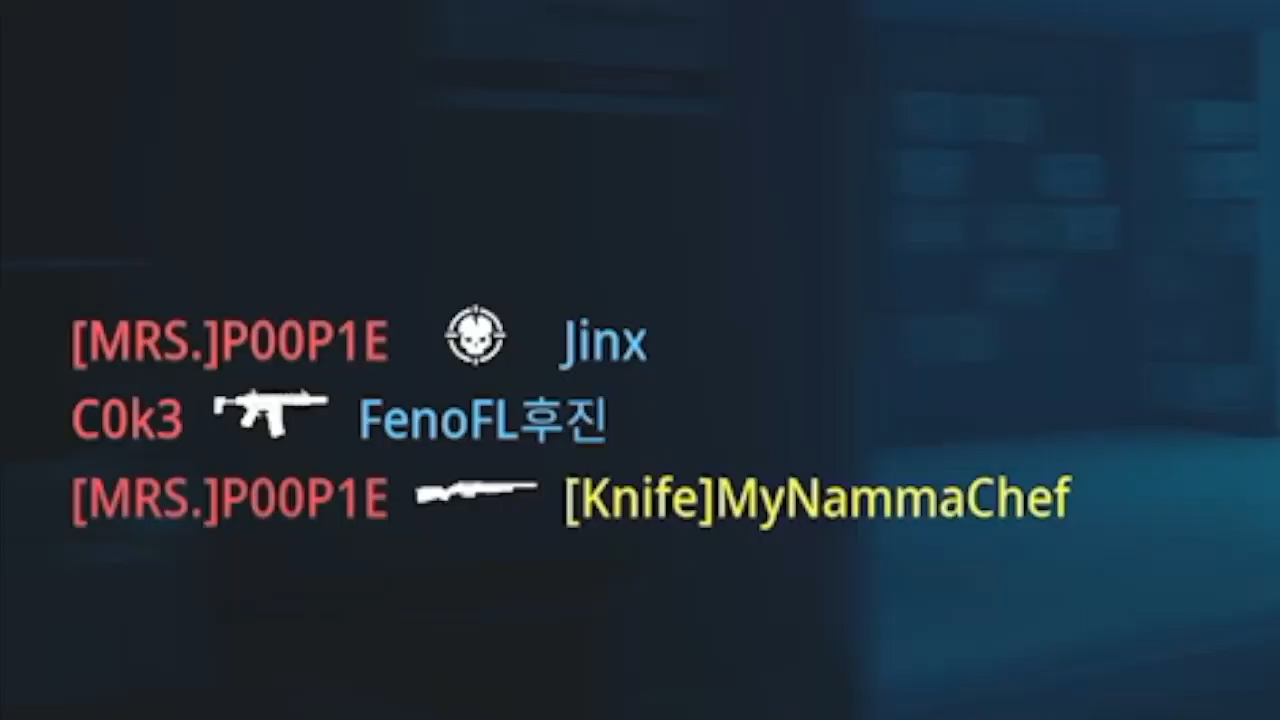 [MRS.]P00P1E Jinx
C0k3 FenoFL후진
[MRS.]P00P1E [Knife]MyNammaChef